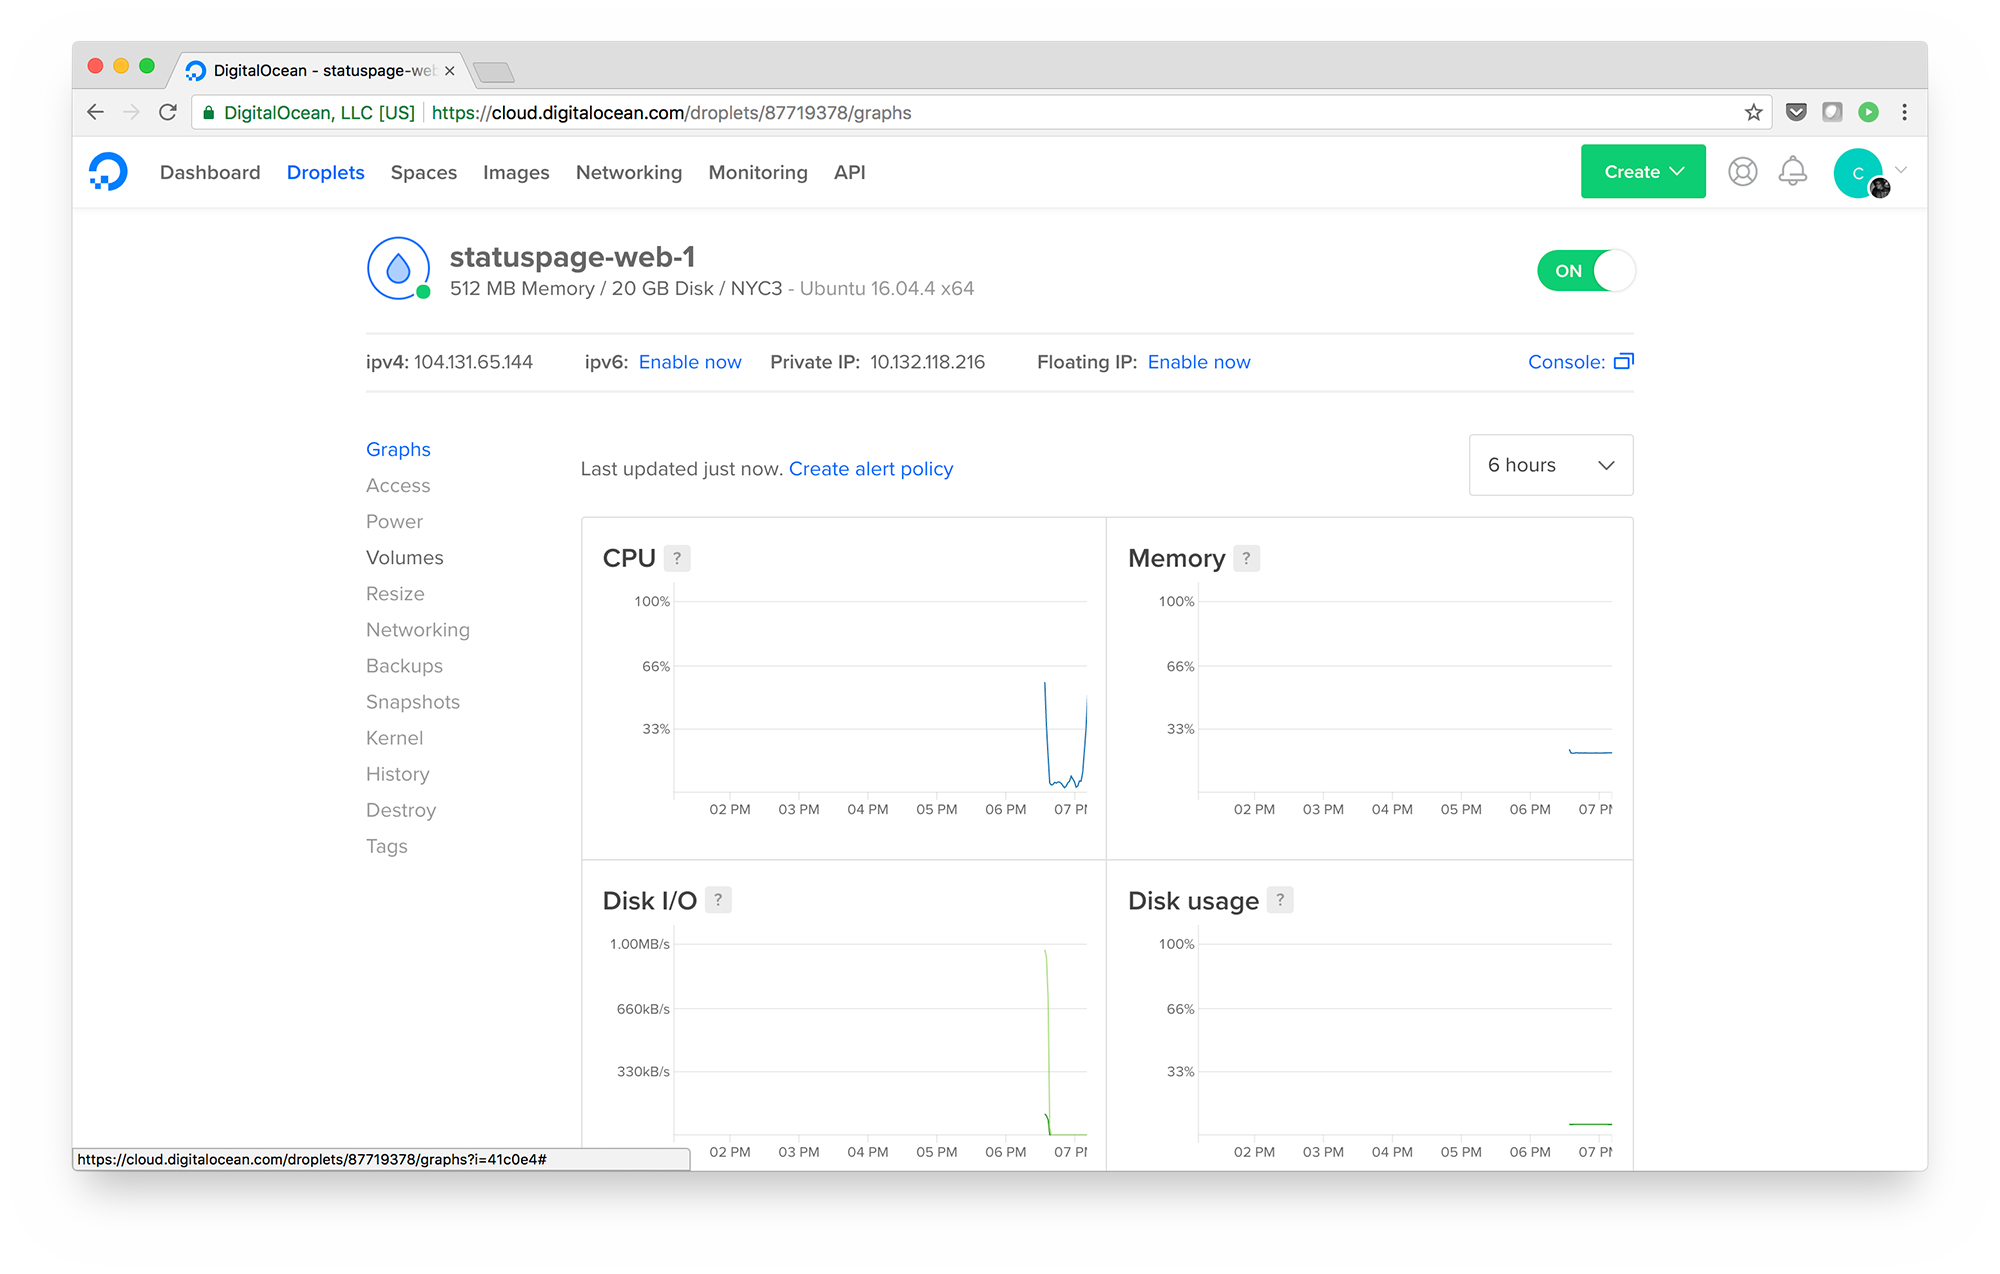 DigitalOcean - statuspage-web
DigitalOcean, LLC [US] https://cloud.digitalocean.com/droplets/87719378/graphs
Dashboard Droplets Spaces Images Networking Monitoring API Create C
statuspage-web-1
512 MB Memory / 20 GB Disk / NYC3 - Ubuntu 16.04.4 x64
ON
ipv4: 104.131.65.144 ipv6: Enable now Private IP: 10.132.118.216 Floating IP: Enable now Console:
Graphs
Access
Power
Volumes
Resize
Networking
Backups
Snapshots
Kernel
History
Destroy
Tags
Last updated just now. Create alert policy
6 hours
CPU ?
100%
66%
33%
02 PM 03 PM 04 PM 05 PM 06 PM 07 PM
Memory ?
100%
66%
33%
02 PM 03 PM 04 PM 05 PM 06 PM 07 PM
Disk I/O ?
1.00MB/s
660kB/s
330kB/s
02 PM 03 PM 04 PM 05 PM 06 PM 07 PM
Disk usage ?
100%
66%
33%
02 PM 03 PM 04 PM 05 PM 06 PM 07 PM
https://cloud.digitalocean.com/droplets/87719378/graphs?i=41c0e4#